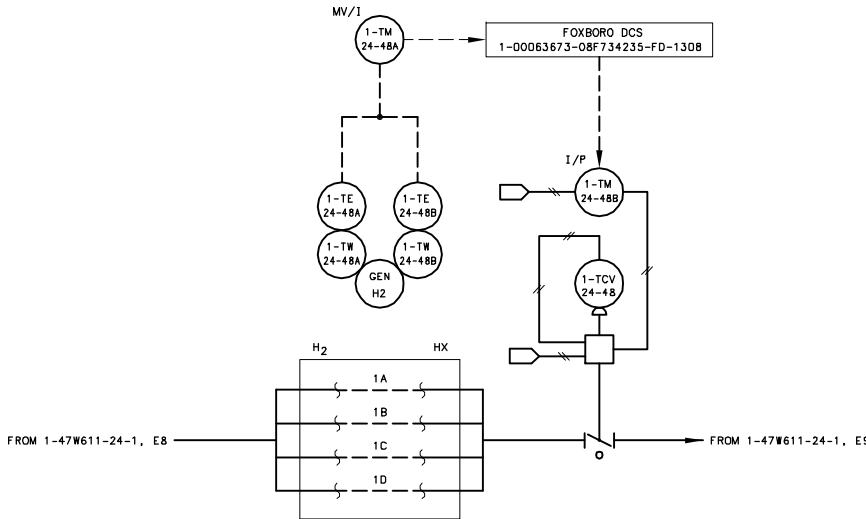 MV/I
1-TM
24-48A
FOXBORO DCS
1-00063673-08F734235-FD-1308
I/P
1-TM
24-48B
1-TE
24-48A
1-TE
24-48B
1-TW
24-48A
1-TW
24-48B
GEN
H2
1-TCV
24-48
H2
HX
1A
1B
1C
1D
FROM 1-47W611-24-1, E8
FROM 1-47W611-24-1, E9